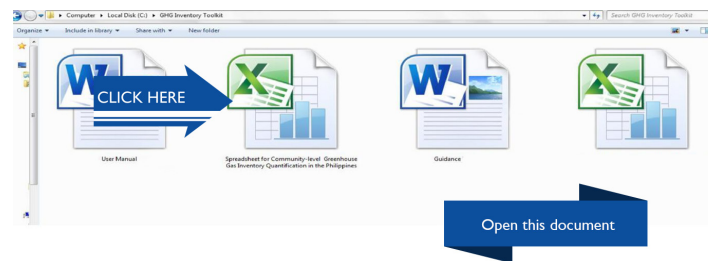 Computer ▸ Local Disk (C:) ▸ GHG Inventory Toolkit
Search GHG Inventory Toolkit
Organize
Include in library
Share with
New folder
CLICK HERE
User Manual
Spreadsheet for Community-level Greenhouse
Gas Inventory Quantification in the Philippines
Guidance
Open this document